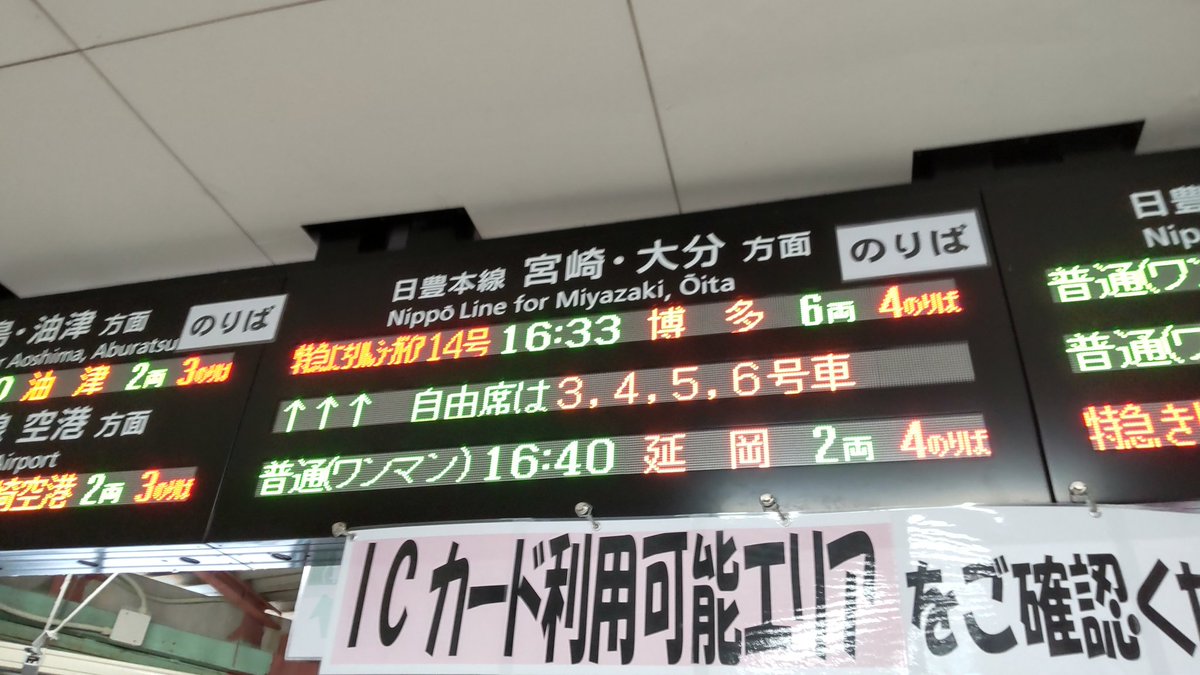 ・油津 方面 のりば
Aoshima, Aburatsu
油津 2両 3のりば
空港 方面
Airport
空港 2両 3のりば
日豊本線 宮崎・大分 方面 のりば
Nippō Line for Miyazaki, Ōita
特急にちりんシーガイア14号 16:33 博多 6両 4のりば
↑↑↑ 自由席は3,4,5,6号車
普通(ワンマン) 16:40 延岡 2両 4のりば
日豊
Nip
普通(ワ
普通(ワン
特急き
ICカード利用可能エリア をご確認くだ